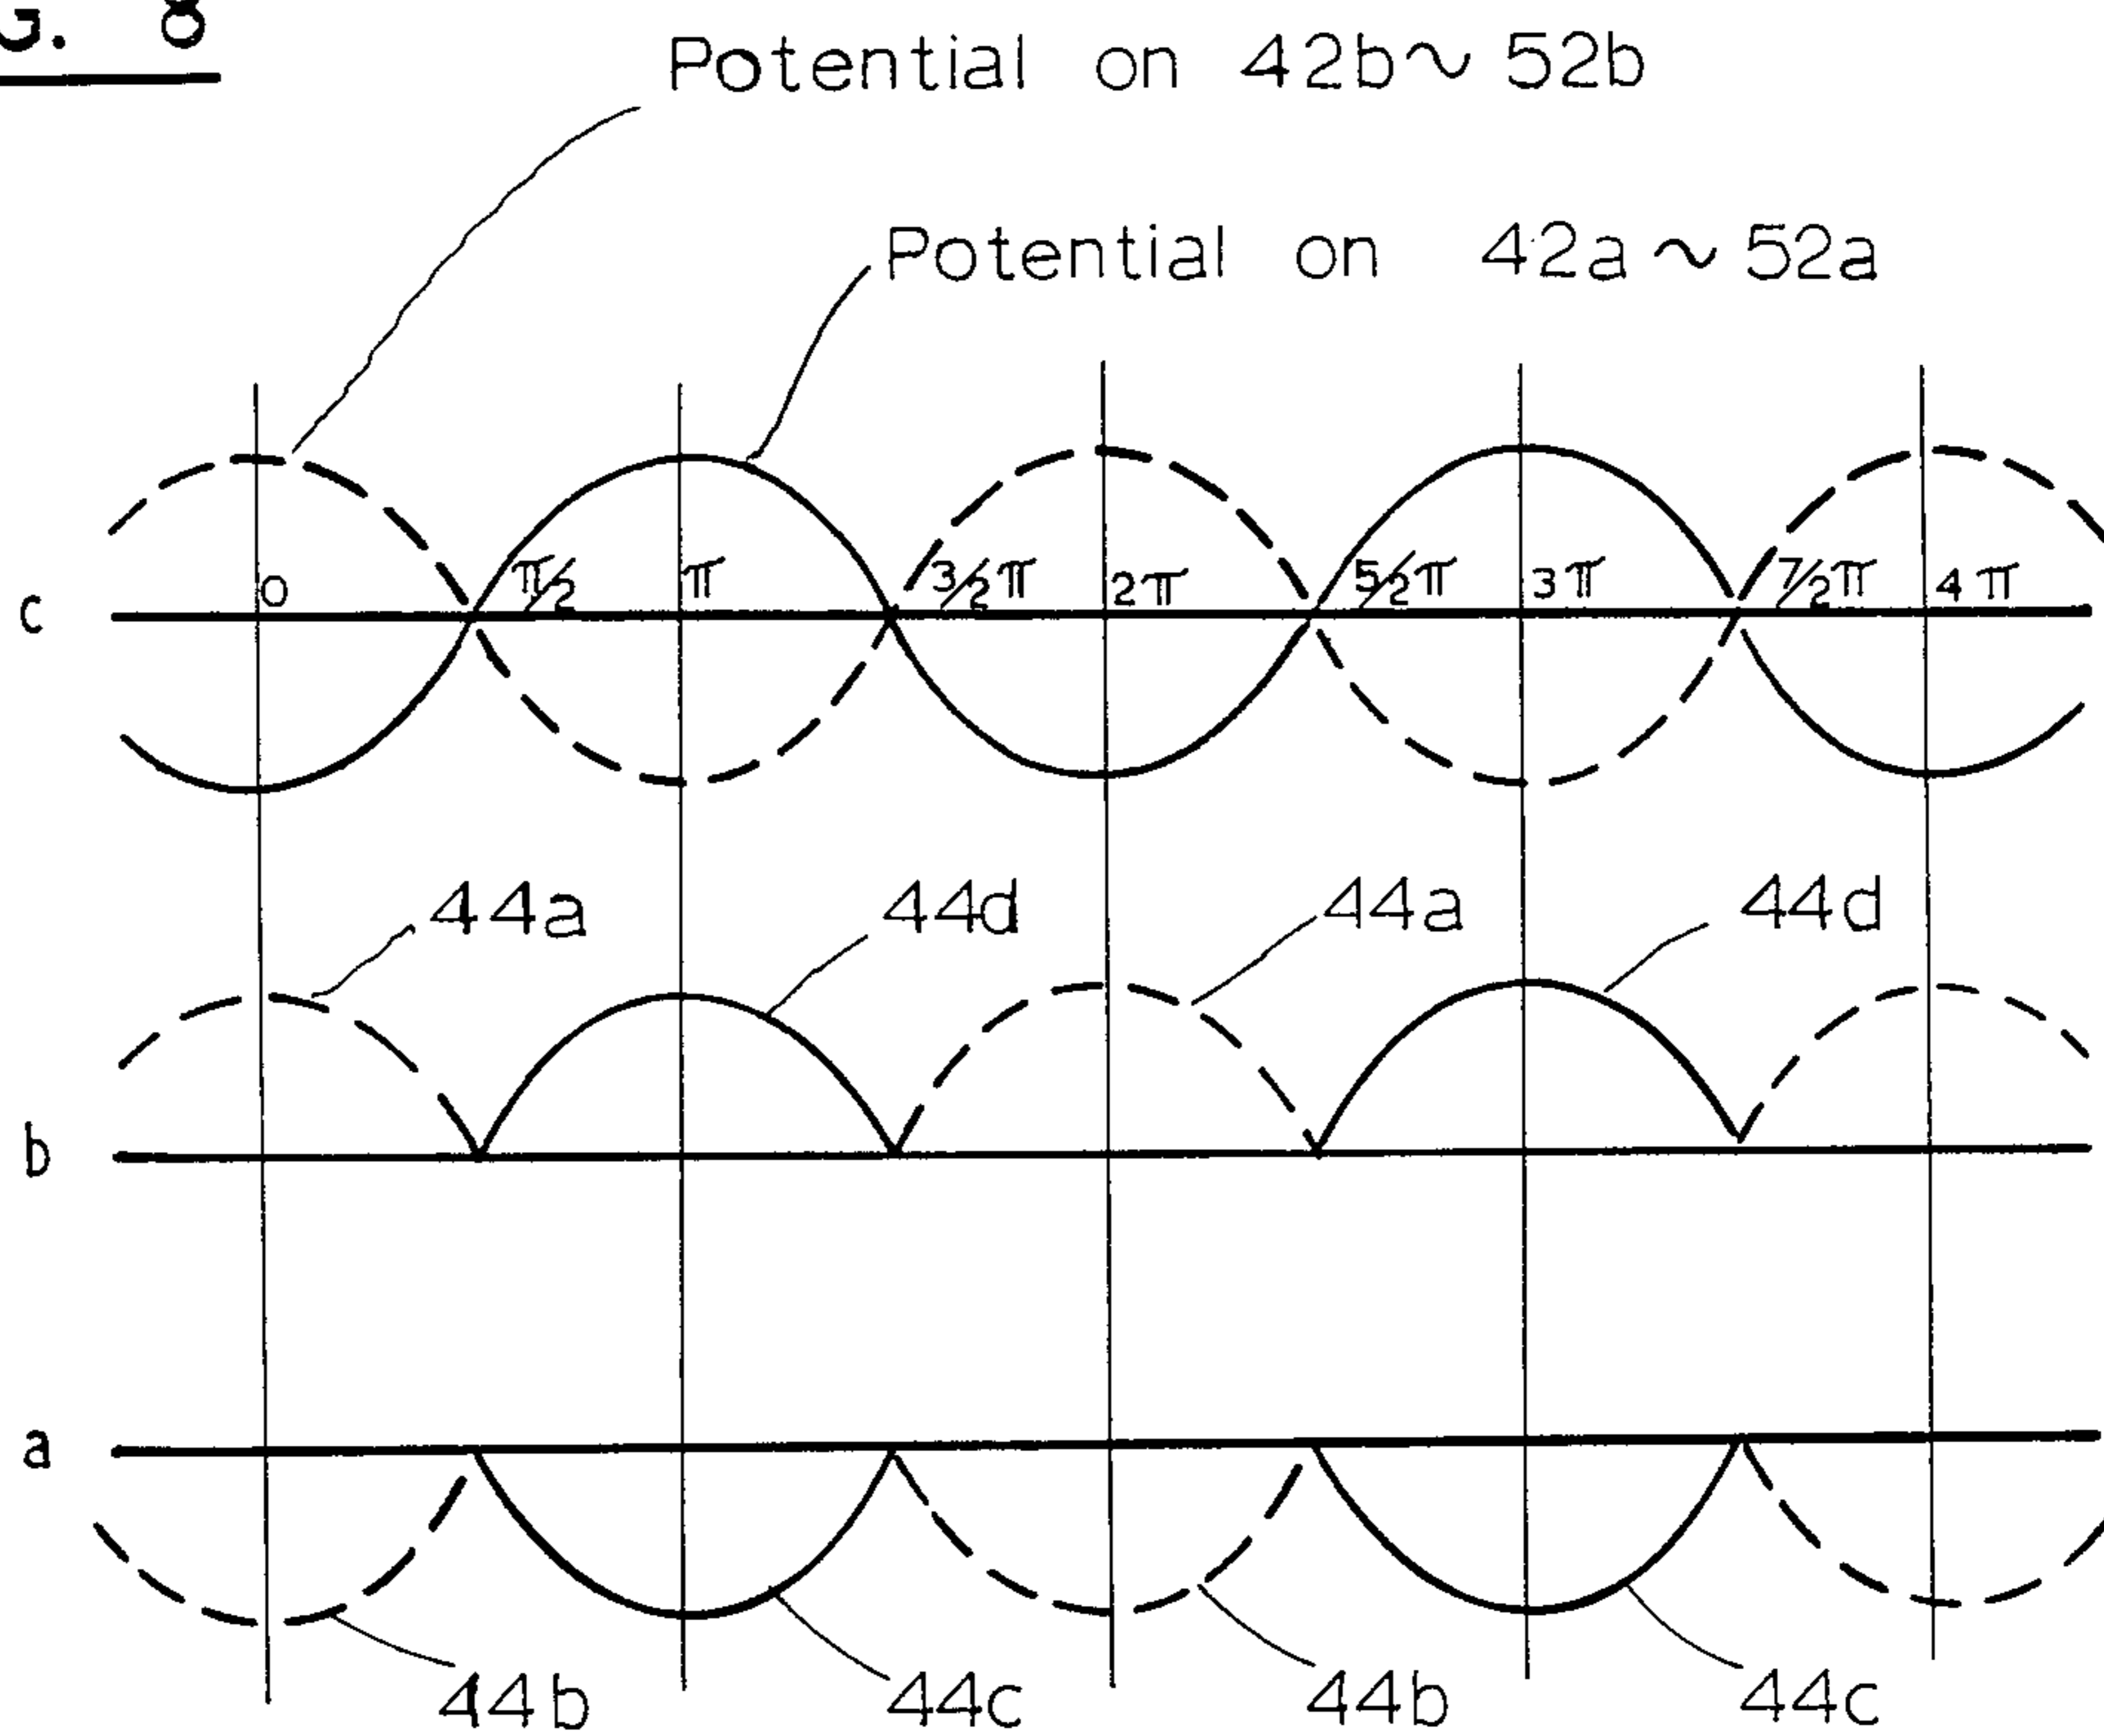 G. 8
Potential on 42b~52b
Potential on 42a~52a
c 0 π/2 π 3/2π 2π 5/2π 3π 7/2π 4π
44a 44d 44a 44d
b
a
44b 44c 44b 44c